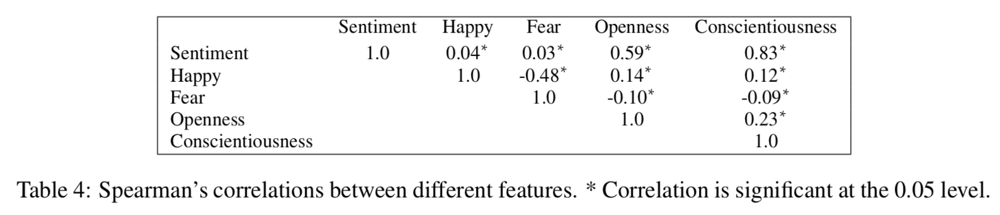 Sentiment Happy Fear Openness Conscientiousness
Sentiment 1.0 0.04* 0.03* 0.59* 0.83*
Happy 1.0 -0.48* 0.14* 0.12*
Fear 1.0 -0.10* -0.09*
Openness 1.0 0.23*
Conscientiousness 1.0
Table 4: Spearman's correlations between different features. * Correlation is significant at the 0.05 level.